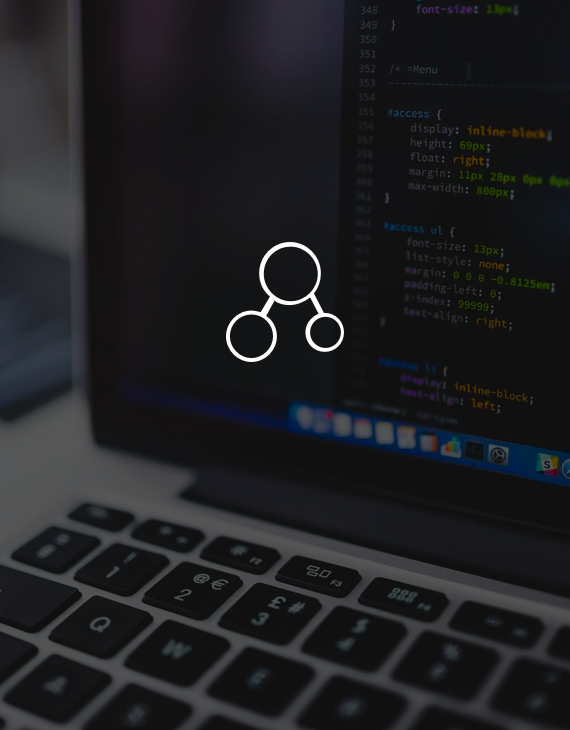 348 font-size: 13px;
349 }
350
351
352 /* =Menu
353
354
355 #access {
356 display: inline-block;
357 height: 69px;
358 float: right;
359 margin: 11px 28px 0px 0px
360 max-width: 800px;
361 }
362
363 #access ul {
font-size: 13px;
list-style: none;
margin: 0 0 0 -0.8125em;
padding-left: 0;
z-index: 99999;
text-align: right;
}
#access li {
display: inline-block;
text-align: left;
F2
F3
F4
@ €
2
£ #
3
$
4
%
Q
W
E
A
S